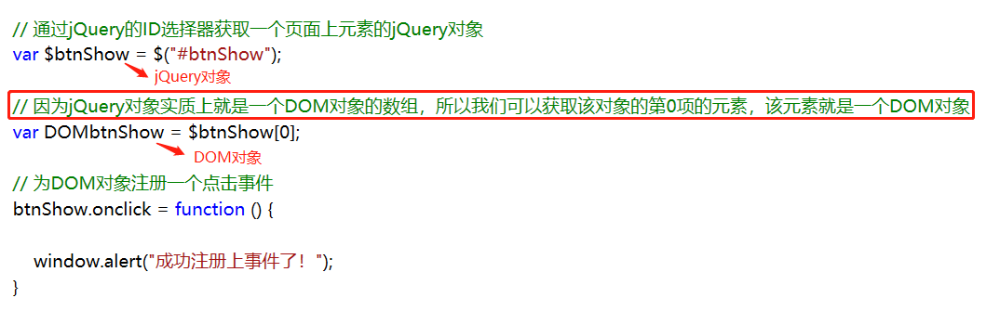 // 通过jQuery的ID选择器获取一个页面上元素的jQuery对象
var $btnShow = $("#btnShow");
jQuery对象
// 因为jQuery对象实质上就是一个DOM对象的数组，所以我们可以获取该对象的第0项的元素，该元素就是一个DOM对象
var DOMbtnShow = $btnShow[0];
DOM对象
// 为DOM对象注册一个点击事件
btnShow.onclick = function () {
window.alert("成功注册上事件了！");
}